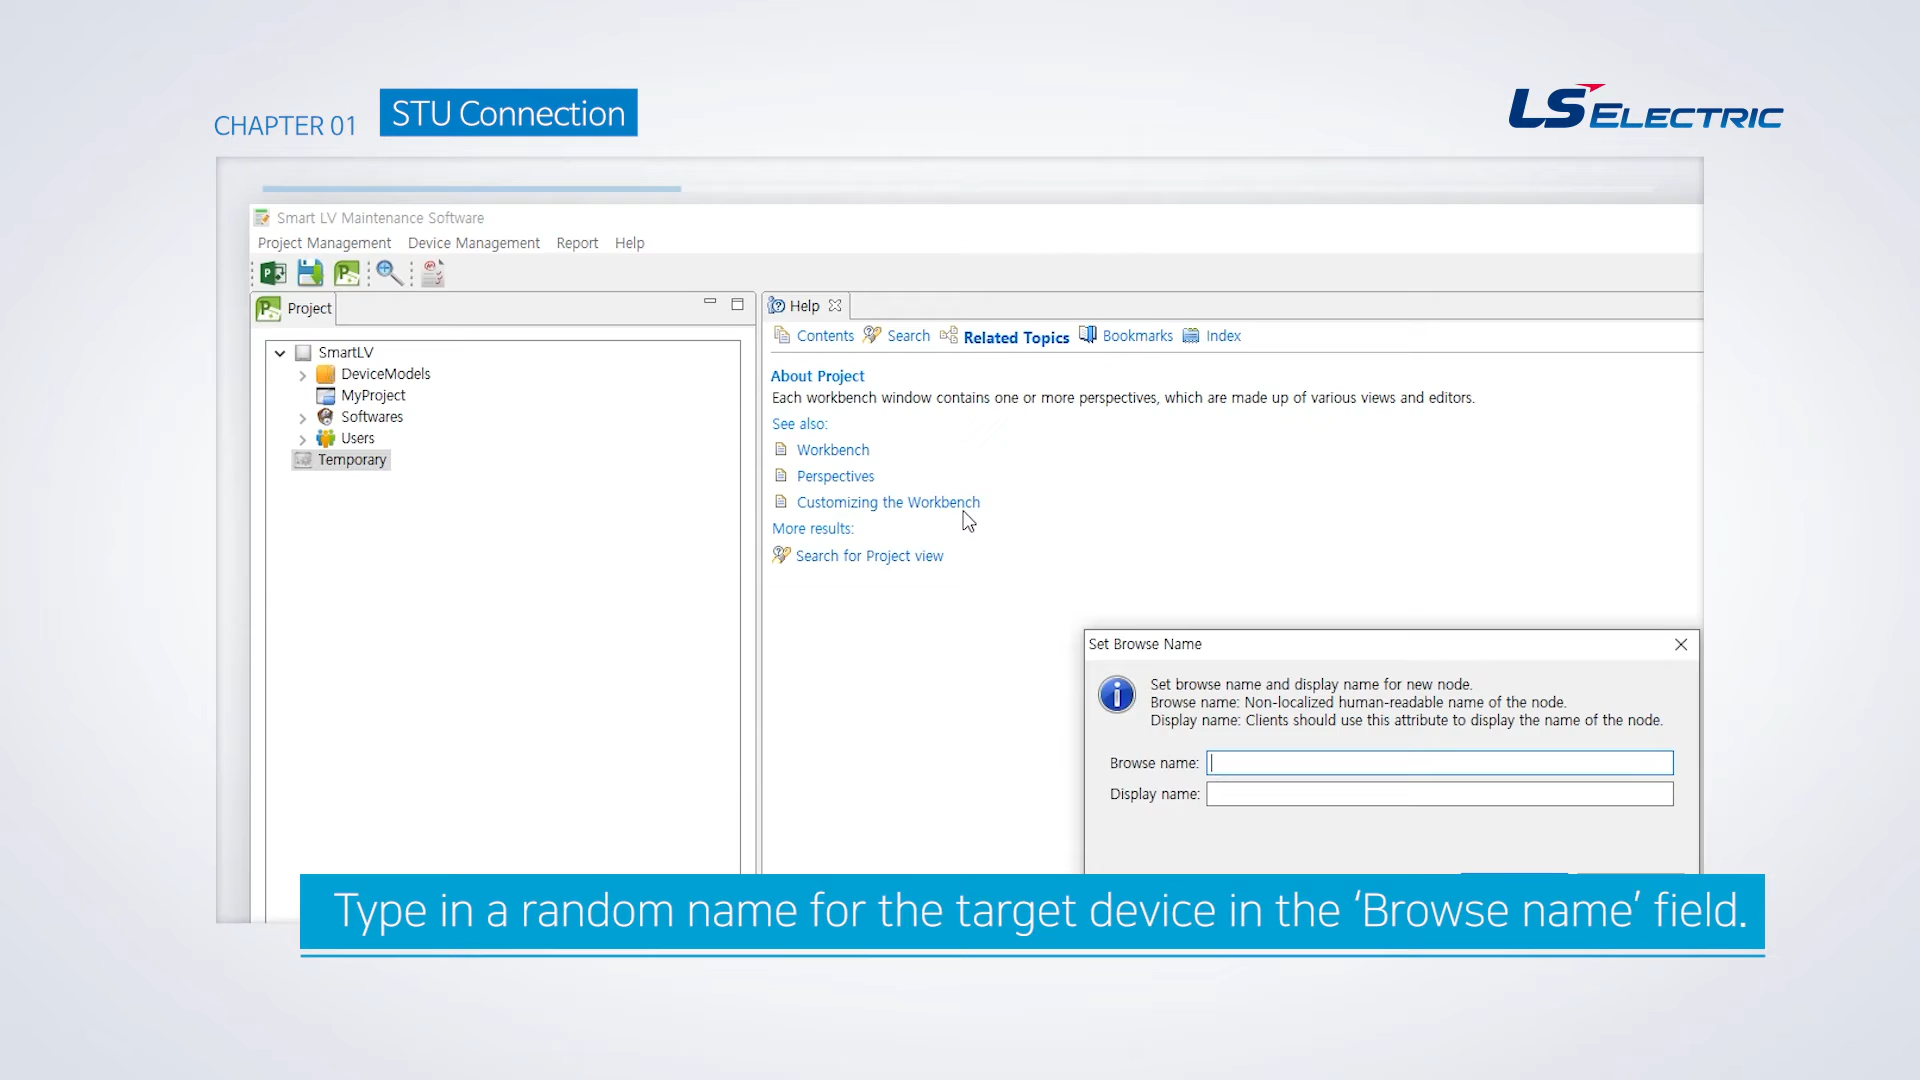 CHAPTER 01
STU Connection
LS ELECTRIC
Smart LV Maintenance Software
Project Management Device Management Report Help
Project
Help
Contents Search Related Topics Bookmarks Index
SmartLV
DeviceModels
MyProject
Softwares
Users
Temporary
About Project
Each workbench window contains one or more perspectives, which are made up of various views and editors.
See also:
Workbench
Perspectives
Customizing the Workbench
More results:
Search for Project view
Set Browse Name
Set browse name and display name for new node.
Browse name: Non-localized human-readable name of the node.
Display name: Clients should use this attribute to display the name of the node.
Browse name:
Display name:
Type in a random name for the target device in the ‘Browse name’ field.